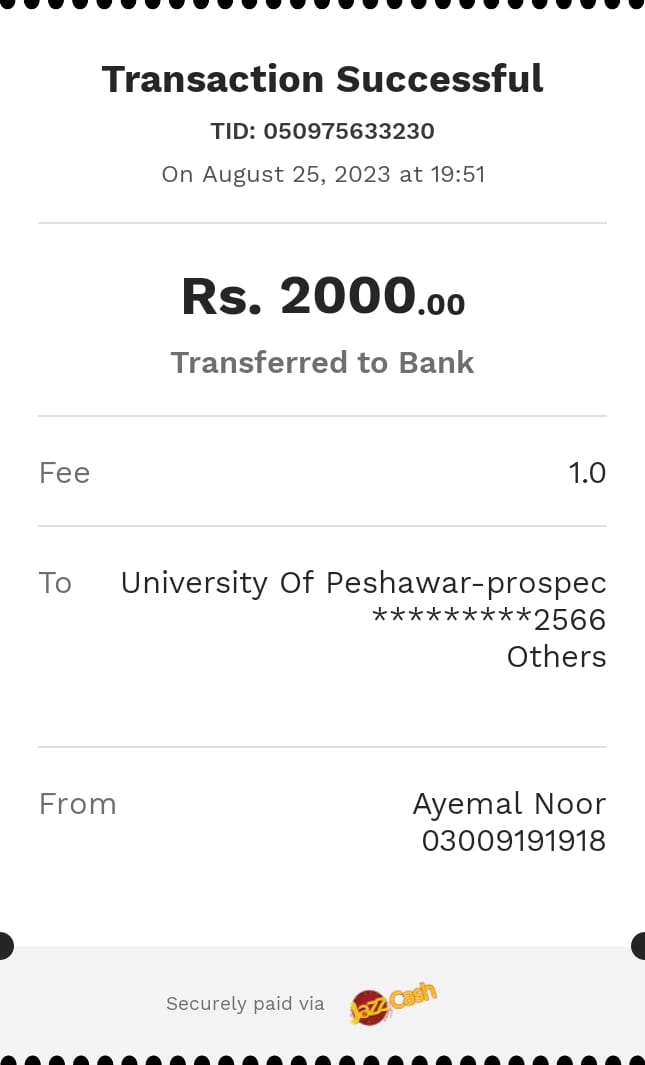 Transaction Successful
TID: 050975633230
On August 25, 2023 at 19:51
Rs. 2000.00
Transferred to Bank
Fee 1.0
To University Of Peshawar-prospec
*********2566
Others
From Ayemal Noor
03009191918
Securely paid via JazzCash